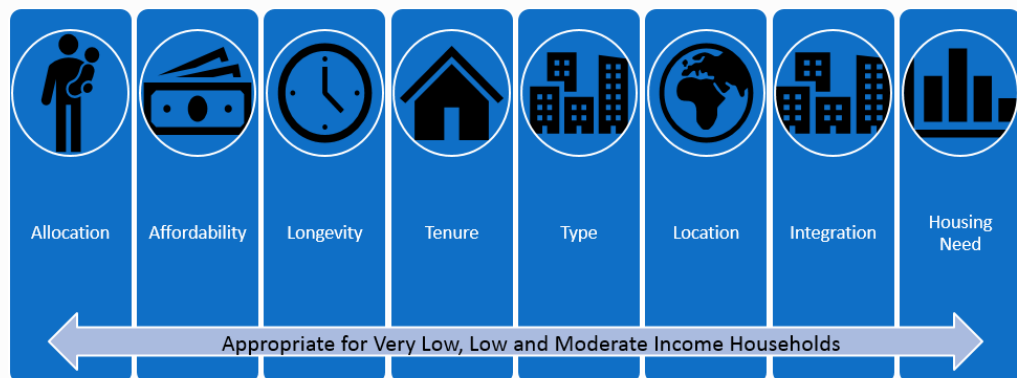 Allocation
Affordability
Longevity
Tenure
Type
Location
Integration
Housing
Need
Appropriate for Very Low, Low and Moderate Income Households